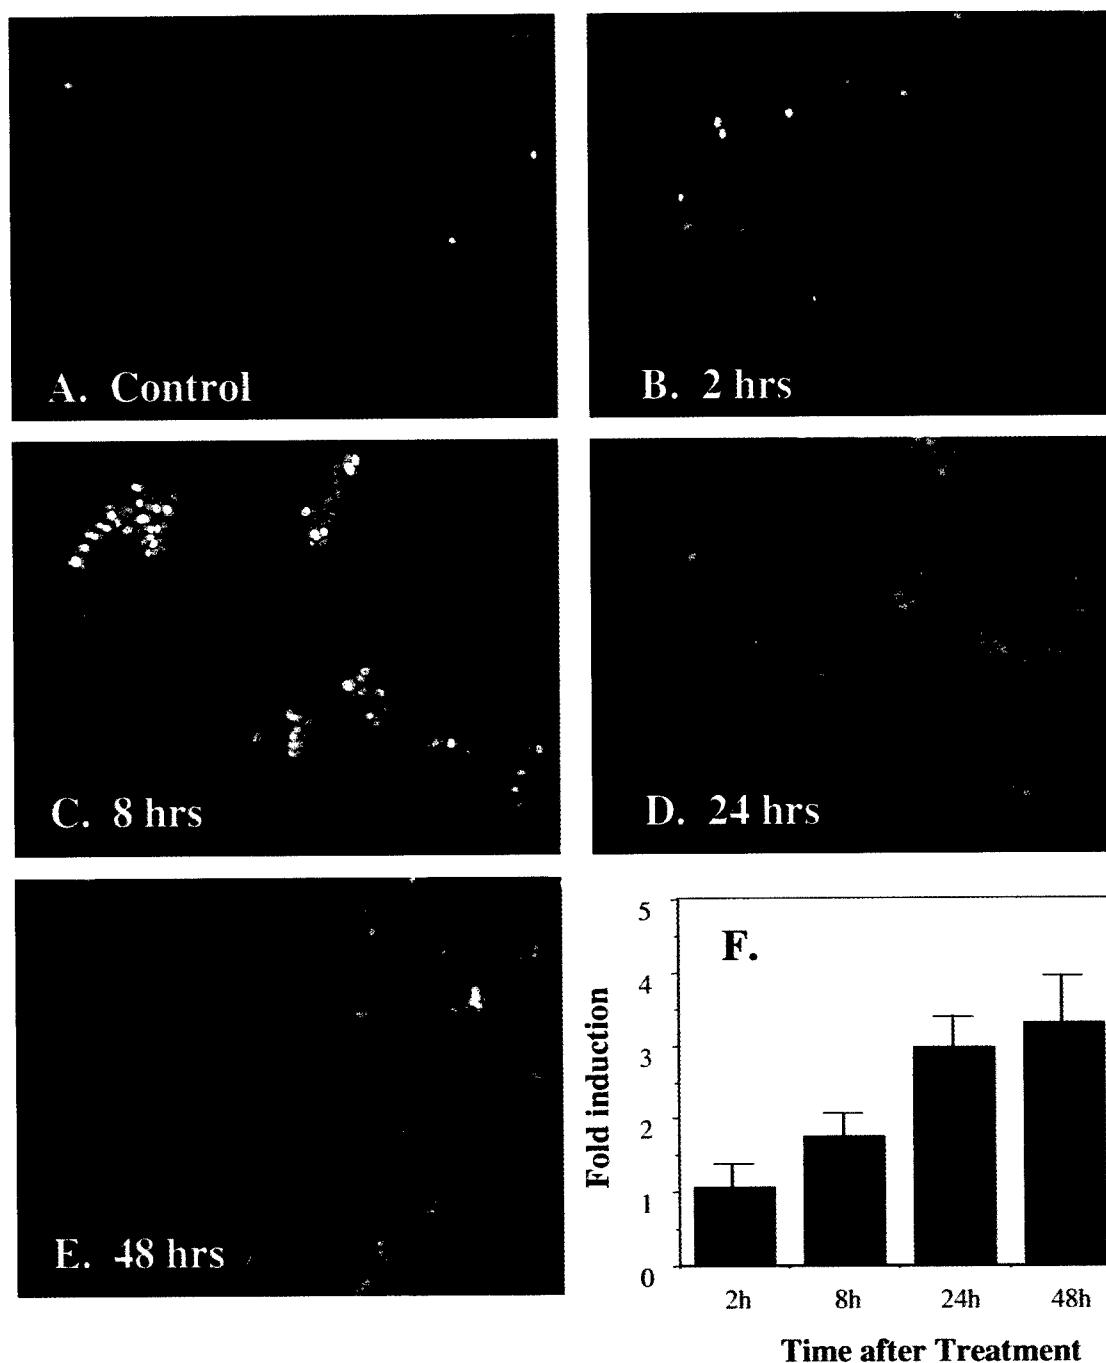 A. Control
B. 2 hrs
C. 8 hrs
D. 24 hrs
E. 48 hrs
F.
5
4
3
2
1
0
Fold induction
2h 8h 24h 48h
Time after Treatment